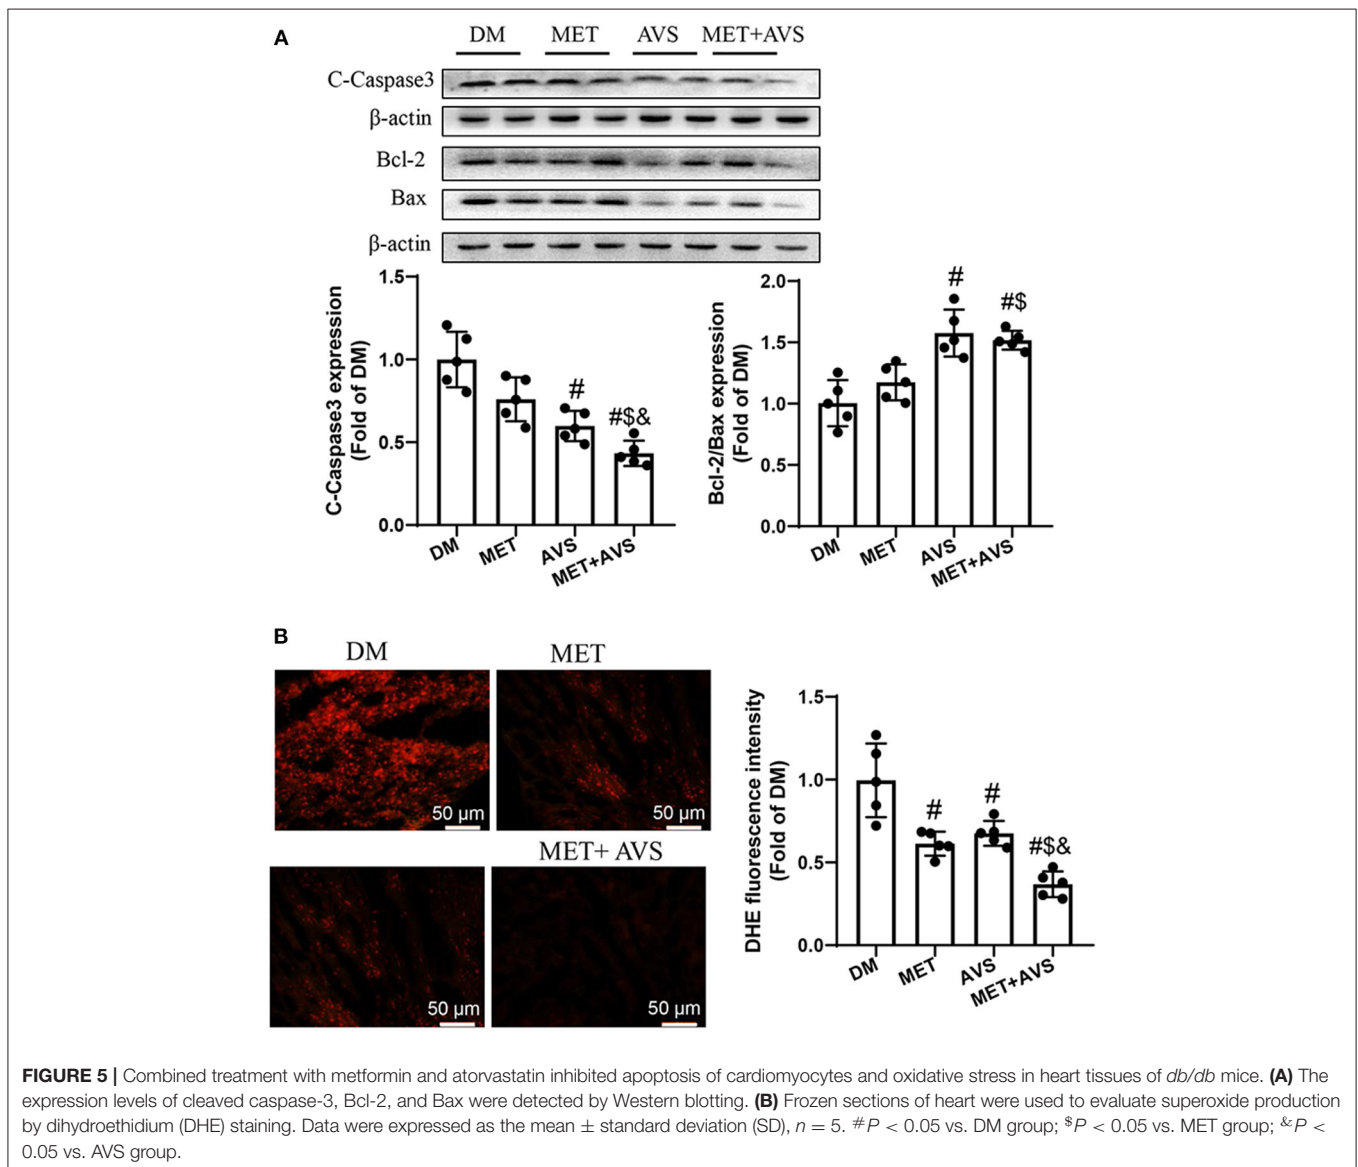 A
DM MET AVS MET+AVS
C-Caspase3
β-actin
Bcl-2
Bax
β-actin
C-Caspase3 expression
(Fold of DM)
1.5
1.0
0.5
0.0
#
#$&
DM MET AVS MET+AVS
Bcl-2/Bax expression
(Fold of DM)
2.0
1.5
1.0
0.5
0.0
#
#$
DM MET AVS MET+AVS
B
DM MET
50 µm 50 µm
MET+ AVS
50 µm 50 µm
DHE fluorescence intensity
(Fold of DM)
1.5
1.0
0.5
0.0
#
#
#$&
DM MET AVS MET+AVS
FIGURE 5 | Combined treatment with metformin and atorvastatin inhibited apoptosis of cardiomyocytes and oxidative stress in heart tissues of db/db mice. (A) The
expression levels of cleaved caspase-3, Bcl-2, and Bax were detected by Western blotting. (B) Frozen sections of heart were used to evaluate superoxide production
by dihydroethidium (DHE) staining. Data were expressed as the mean ± standard deviation (SD), n = 5. #P < 0.05 vs. DM group; $P < 0.05 vs. MET group; &P <
0.05 vs. AVS group.